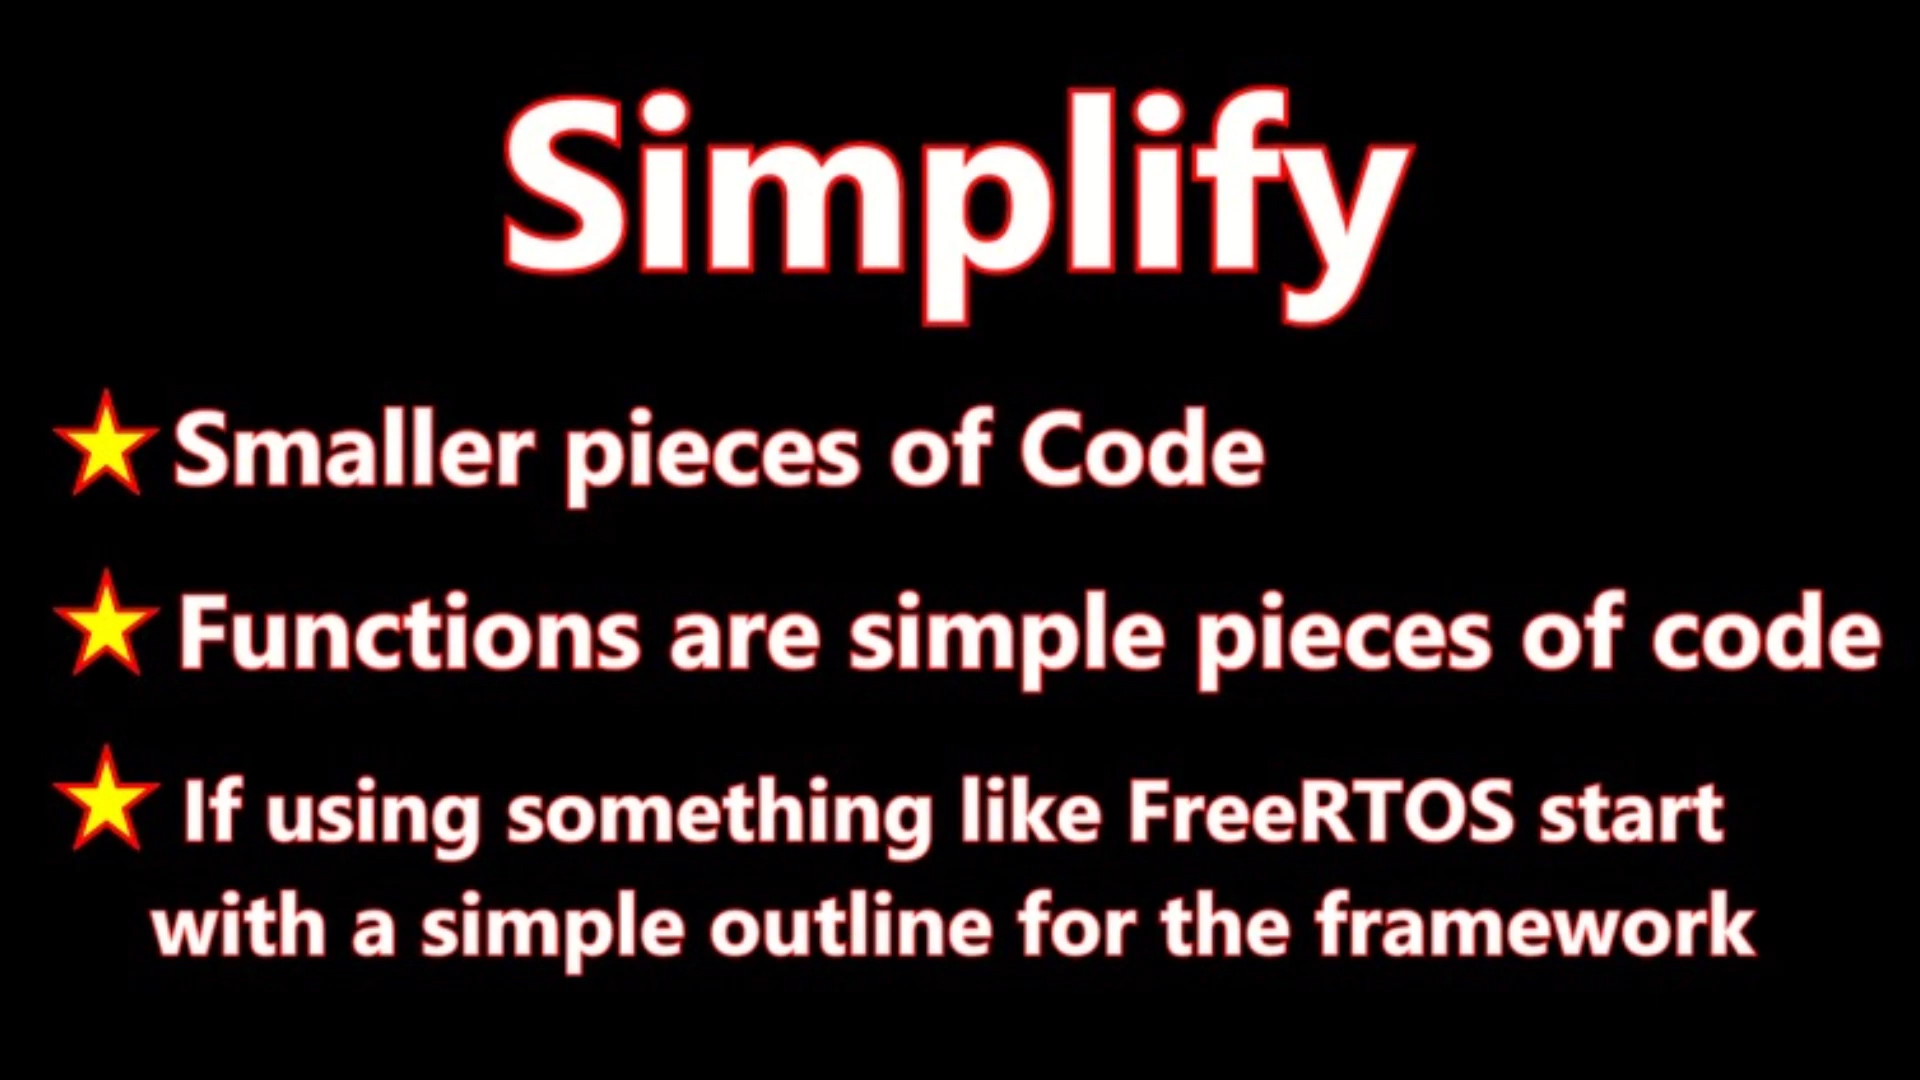 Simplify
Smaller pieces of Code
Functions are simple pieces of code
If using something like FreeRTOS start
with a simple outline for the framework